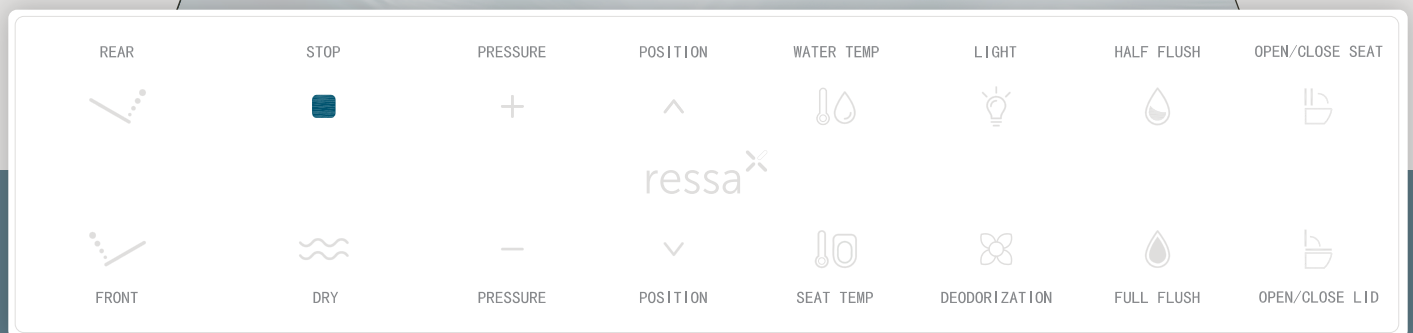 REAR STOP PRESSURE POSITION WATER TEMP LIGHT HALF FLUSH OPEN/CLOSE SEAT
ressa
FRONT DRY PRESSURE POSITION SEAT TEMP DEODORIZATION FULL FLUSH OPEN/CLOSE LID